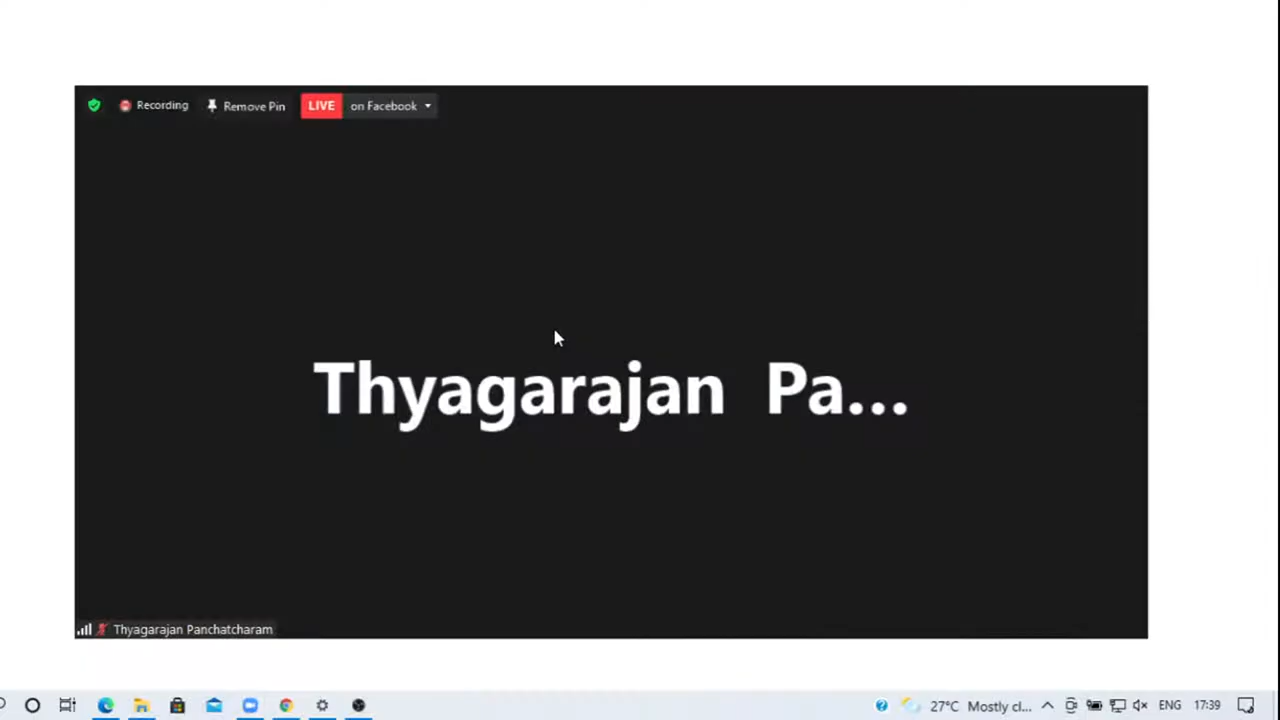 Recording Remove Pin LIVE on Facebook
Thyagarajan Pa...
Thyagarajan Panchatcharam
27°C Mostly cl... ENG 17:39